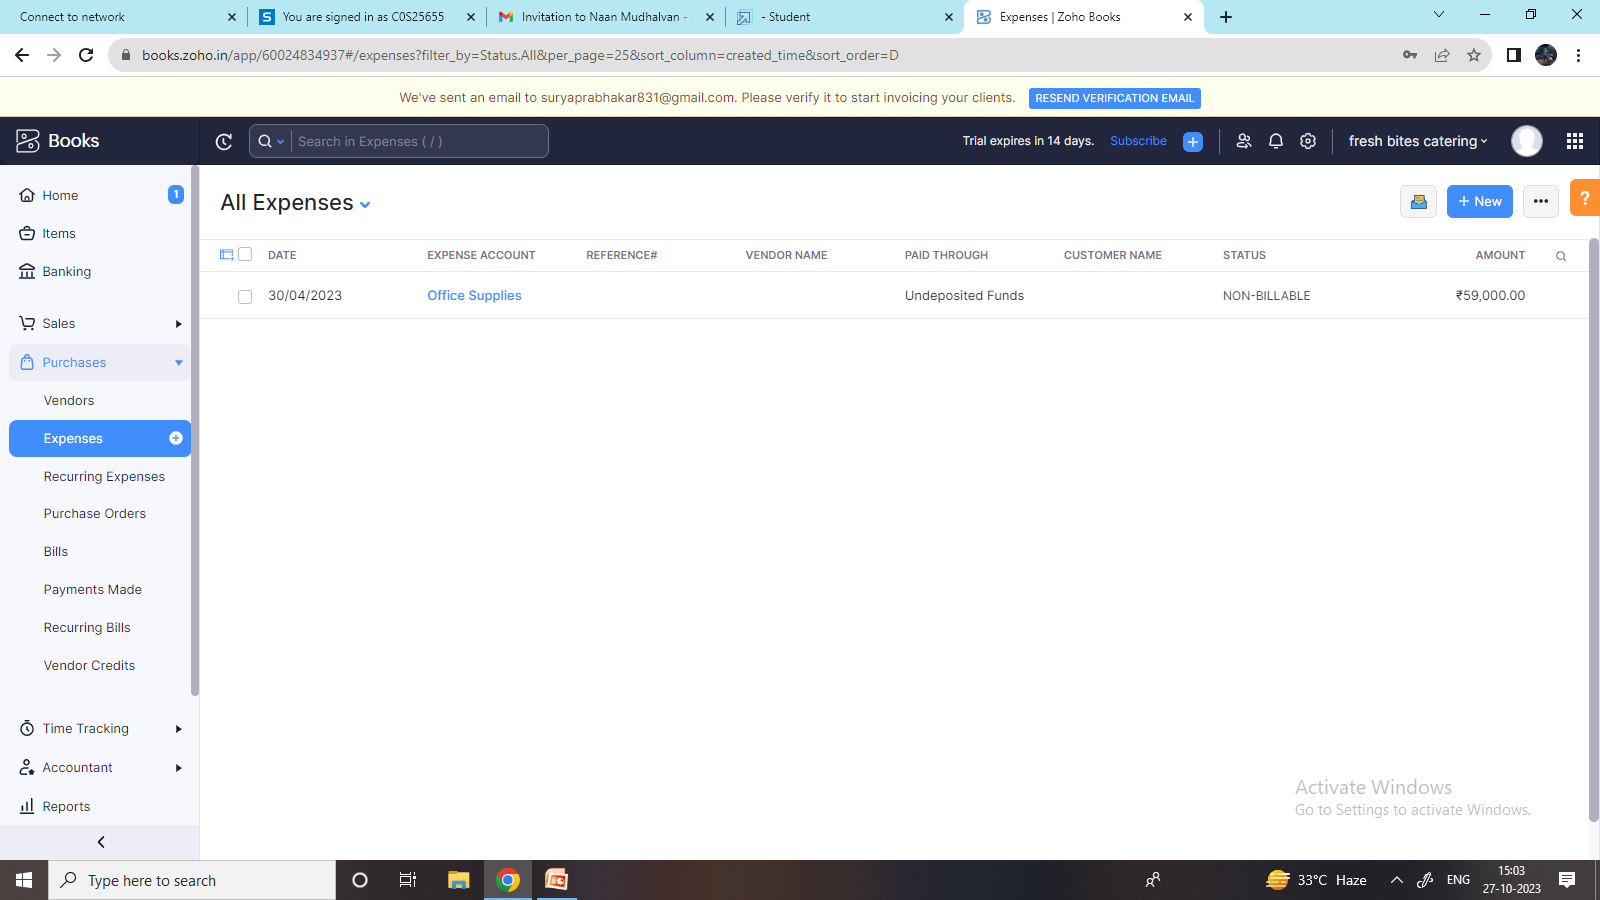 Connect to network
S You are signed in as C0S25655
Invitation to Naan Mudhalvan -
- Student
Expenses | Zoho Books
books.zoho.in/app/60024834937#/expenses?filter_by=Status.All&per_page=25&sort_column=created_time&sort_order=D
We've sent an email to suryaprabhakar831@gmail.com. Please verify it to start invoicing your clients. RESEND VERIFICATION EMAIL
Books
Search in Expenses ( / )
Trial expires in 14 days. Subscribe
fresh bites catering
Home 1
Items
Banking
Sales
Purchases
Vendors
Expenses
Recurring Expenses
Purchase Orders
Bills
Payments Made
Recurring Bills
Vendor Credits
Time Tracking
Accountant
Reports
All Expenses
+ New
?
DATE EXPENSE ACCOUNT REFERENCE# VENDOR NAME PAID THROUGH CUSTOMER NAME STATUS AMOUNT
30/04/2023 Office Supplies Undeposited Funds NON-BILLABLE ₹59,000.00
Activate Windows
Go to Settings to activate Windows.
Type here to search
33°C Haze
ENG
15:03
27-10-2023